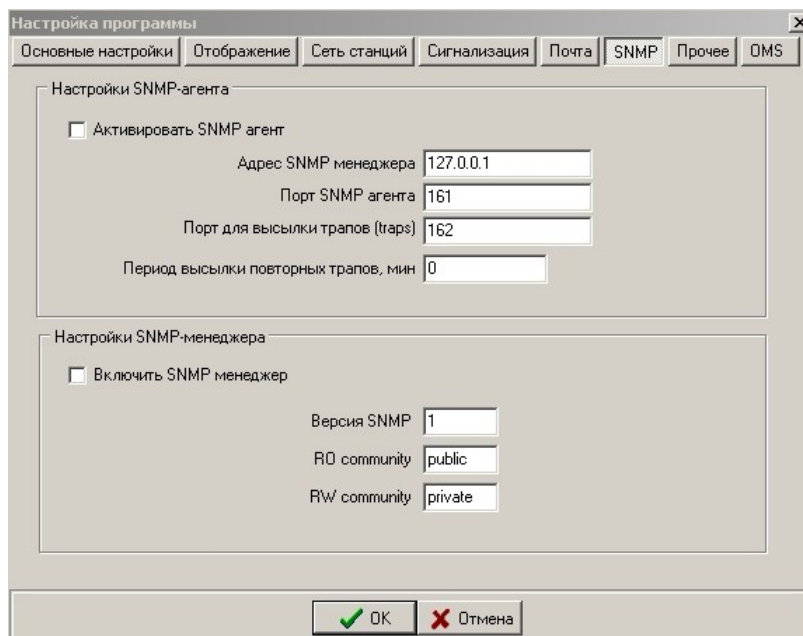 Настройка программы
Основные настройки Отображение Сеть станций Сигнализация Почта SNMP Прочее OMS
Настройки SNMP-агента
Активировать SNMP агент
Адрес SNMP менеджера 127.0.0.1
Порт SNMP агента 161
Порт для высылки трапов (traps) 162
Период высылки повторных трапов, мин 0
Настройки SNMP-менеджера
Включить SNMP менеджер
Версия SNMP 1
RO community public
RW community private
OK Отмена